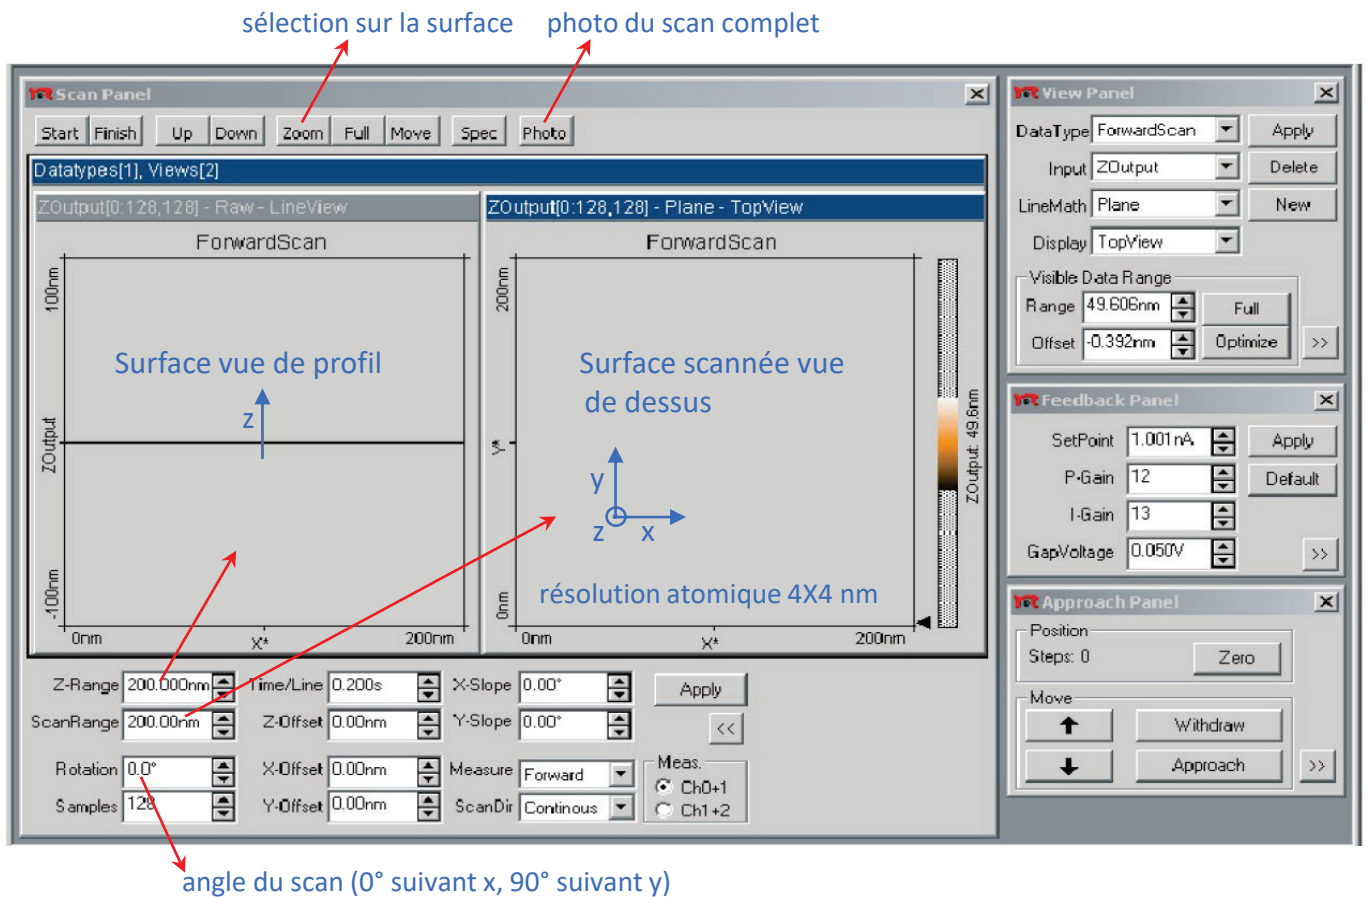 sélection sur la surface
photo du scan complet
Scan Panel
Start Finish Up Down Zoom Full Move Spec Photo
Datatypes[1], Views[2]
ZOutput[0:128,128] - Raw - LineView
ForwardScan
100nm
ZOutput
-100nm
Surface vue de profil
z
0nm X* 200nm
ZOutput[0:128,128] - Plane - TopView
ForwardScan
200nm
Y*
0nm
Surface scannée vue
de dessus
y
z x
résolution atomique 4X4 nm
0nm X* 200nm
ZOutput: 49.6nm
Z-Range 200.000nm Time/Line 0.200s X-Slope 0.00° Apply
ScanRange 200.00nm Z-Offset 0.00nm Y-Slope 0.00° <<
Rotation 0.0° X-Offset 0.00nm Measure Forward
Samples 128 Y-Offset 0.00nm ScanDir Continous
Meas.
Ch0+1
Ch1+2
angle du scan (0° suivant x, 90° suivant y)
View Panel
DataType ForwardScan Apply
Input ZOutput Delete
LineMath Plane New
Display TopView
Visible Data Range
Range 49.606nm Full
Offset -0.392nm Optimize >>
Feedback Panel
SetPoint 1.001nA Apply
P-Gain 12 Default
I-Gain 13
GapVoltage 0.050V >>
Approach Panel
Position
Steps: 0 Zero
Move
Withdraw
Approach >>